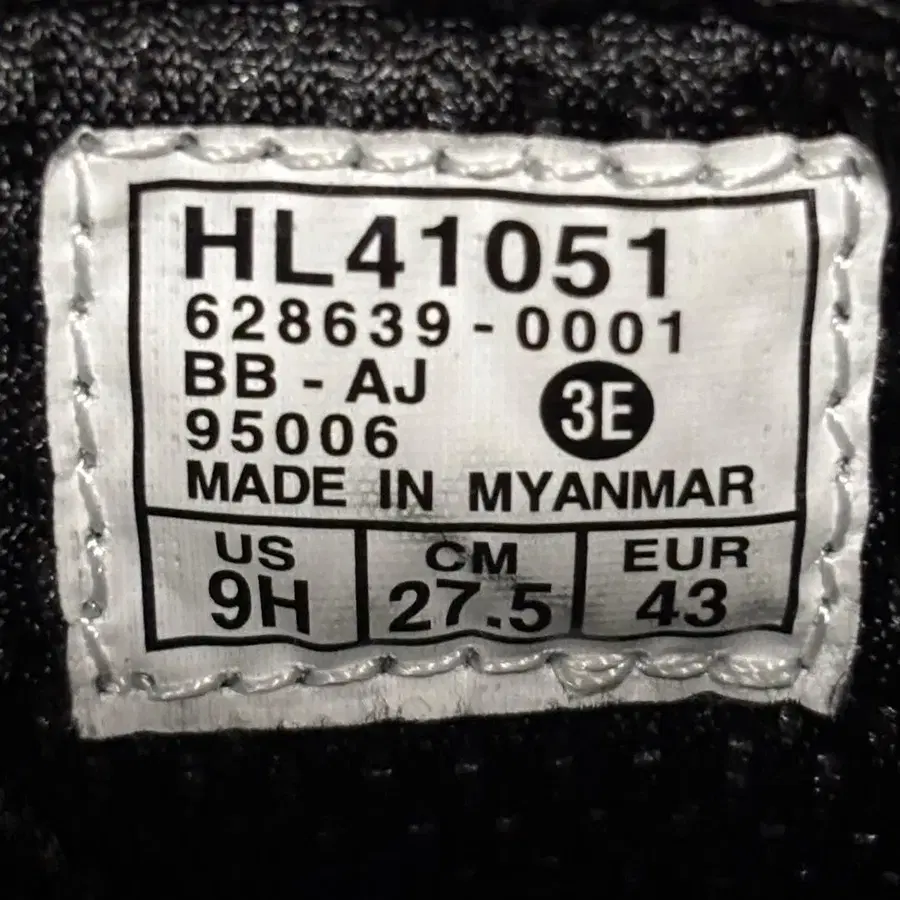 HL41051
628639-0001
BB-AJ
3E
95006
MADE IN MYANMAR
US CM EUR
9H 27.5 43